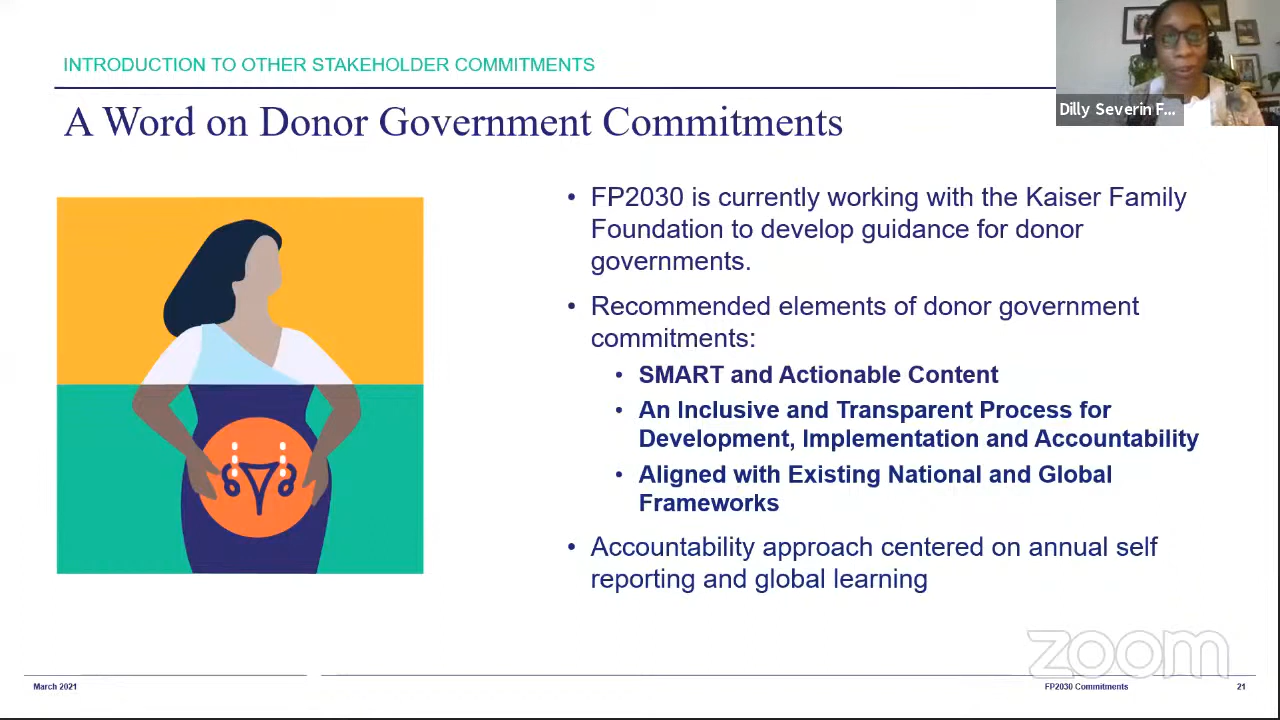 INTRODUCTION TO OTHER STAKEHOLDER COMMITMENTS
A Word on Donor Government Commitments
Dilly Severin F...
• FP2030 is currently working with the Kaiser Family
Foundation to develop guidance for donor
governments.
• Recommended elements of donor government
commitments:
• SMART and Actionable Content
• An Inclusive and Transparent Process for
Development, Implementation and Accountability
• Aligned with Existing National and Global
Frameworks
• Accountability approach centered on annual self
reporting and global learning
zoom
March 2021
FP2030 Commitments
21